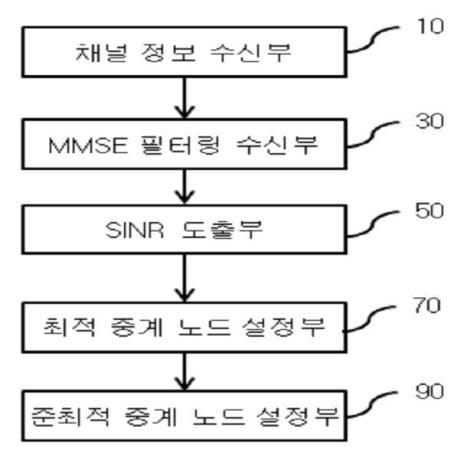 10
채널 정보 수신부
30
MMSE 필터링 수신부
50
SINR 도출부
70
최적 중계 노드 설정부
90
준최적 중계 노드 설정부